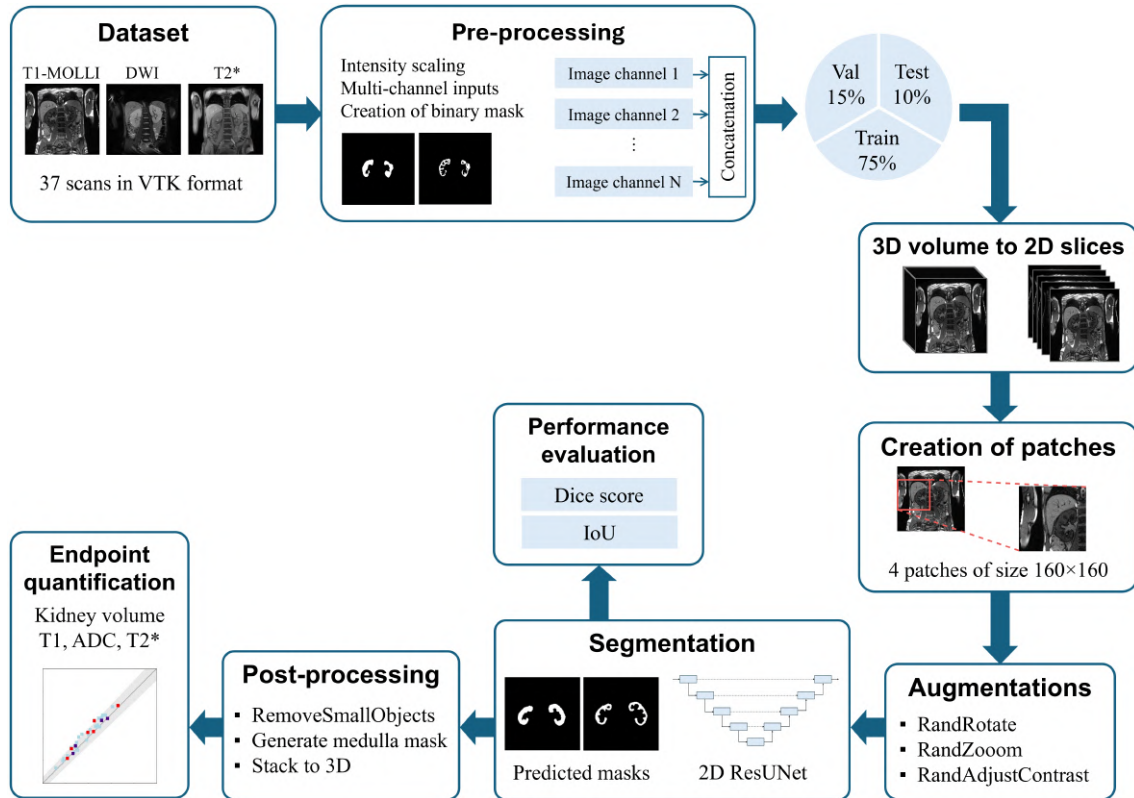 Dataset
T1-MOLLI DWI T2*
37 scans in VTK format
Pre-processing
Intensity scaling
Multi-channel inputs
Creation of binary mask
Image channel 1
Image channel 2
⋮
Image channel N
Concatenation
Val
15%
Test
10%
Train
75%
3D volume to 2D slices
Creation of patches
4 patches of size 160×160
Augmentations
▪ RandRotate
▪ RandZooom
▪ RandAdjustContrast
Segmentation
Predicted masks
2D ResUNet
Performance
evaluation
Dice score
IoU
Post-processing
▪ RemoveSmallObjects
▪ Generate medulla mask
▪ Stack to 3D
Endpoint
quantification
Kidney volume
T1, ADC, T2*